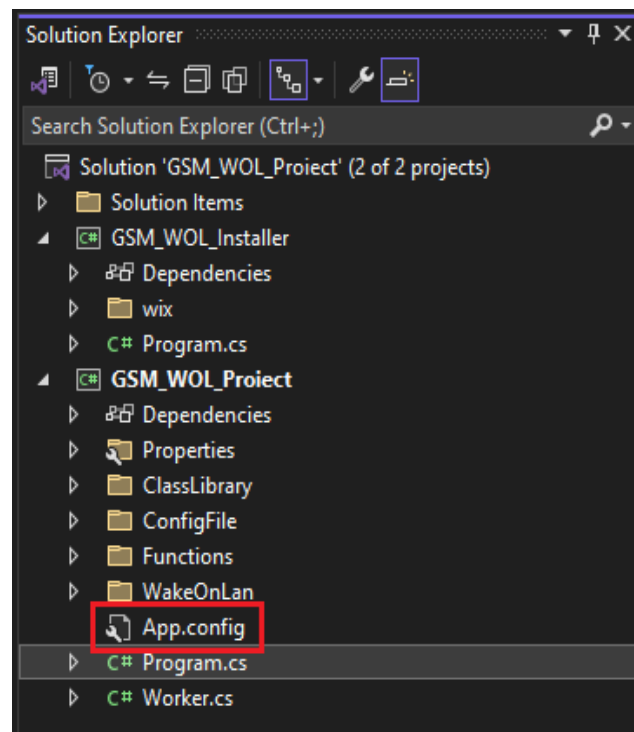 Solution Explorer
Search Solution Explorer (Ctrl+;)
Solution 'GSM_WOL_Proiect' (2 of 2 projects)
Solution Items
C# GSM_WOL_Installer
Dependencies
wix
C# Program.cs
C# GSM_WOL_Proiect
Dependencies
Properties
ClassLibrary
ConfigFile
Functions
WakeOnLan
App.config
C# Program.cs
C# Worker.cs